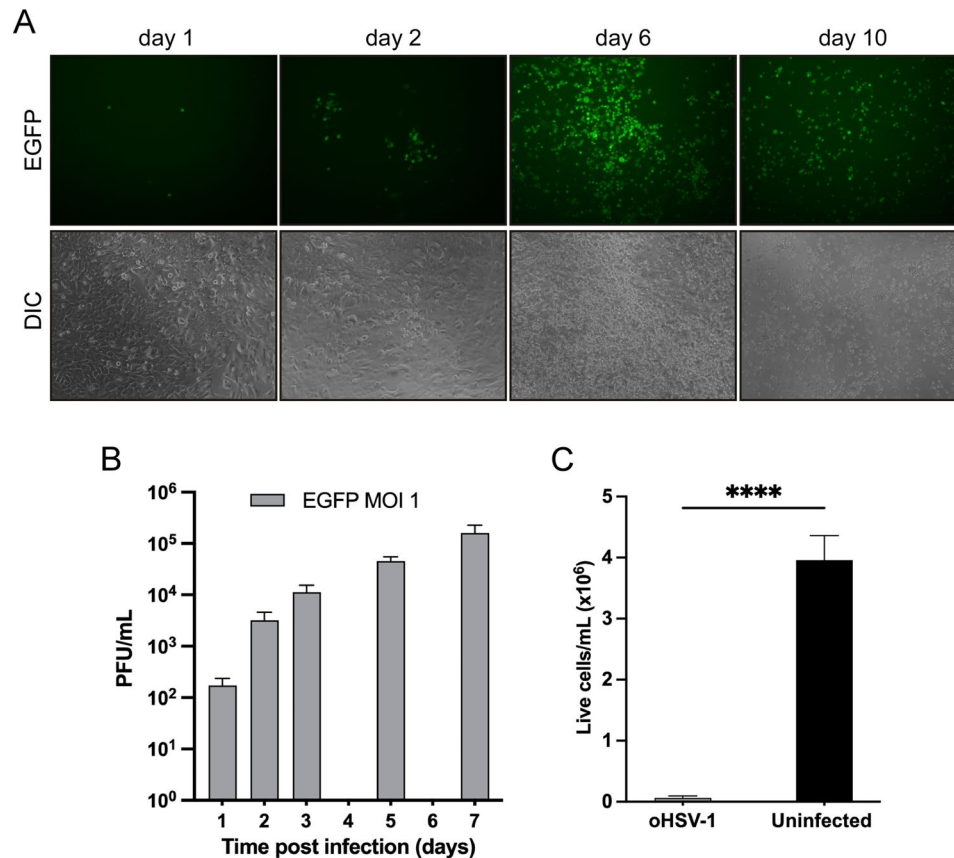 A
day 1 day 2 day 6 day 10
EGFP
DIC
B
10⁶
10⁵
10⁴
10³
10²
10¹
10⁰
PFU/mL
EGFP MOI 1
1 2 3 4 5 6 7
Time post infection (days)
C
****
5
4
3
2
1
0
Live cells/mL (x10⁶)
oHSV-1 Uninfected